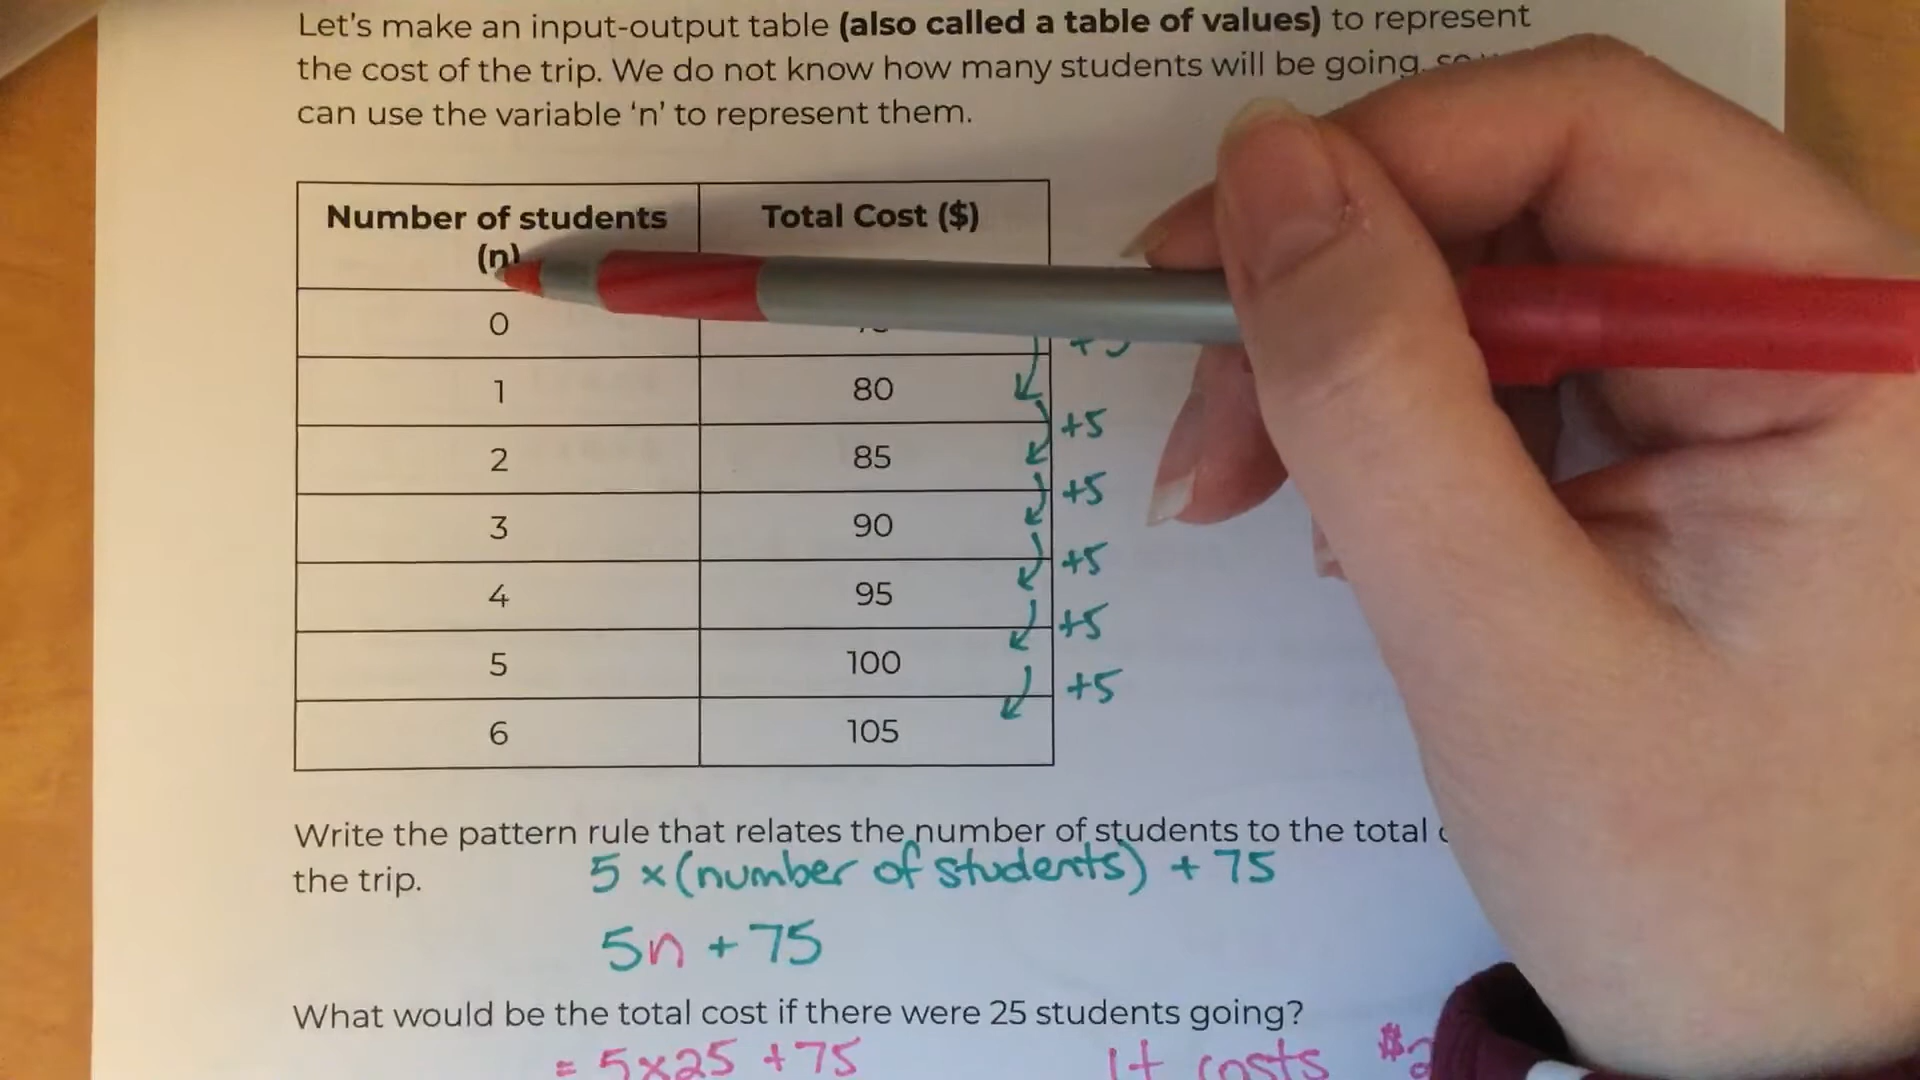 Let's make an input-output table (also called a table of values) to represent
the cost of the trip. We do not know how many students will be going, so
can use the variable 'n' to represent them.
Number of students Total Cost ($)
(n)
0
1 80
+5
2 85
+5
3 90
+5
4 95
+5
5 100
+5
6 105
Write the pattern rule that relates the number of students to the total
the trip. 5 x (number of students) + 75
5n + 75
What would be the total cost if there were 25 students going?
= 5x25 + 75 It costs $2